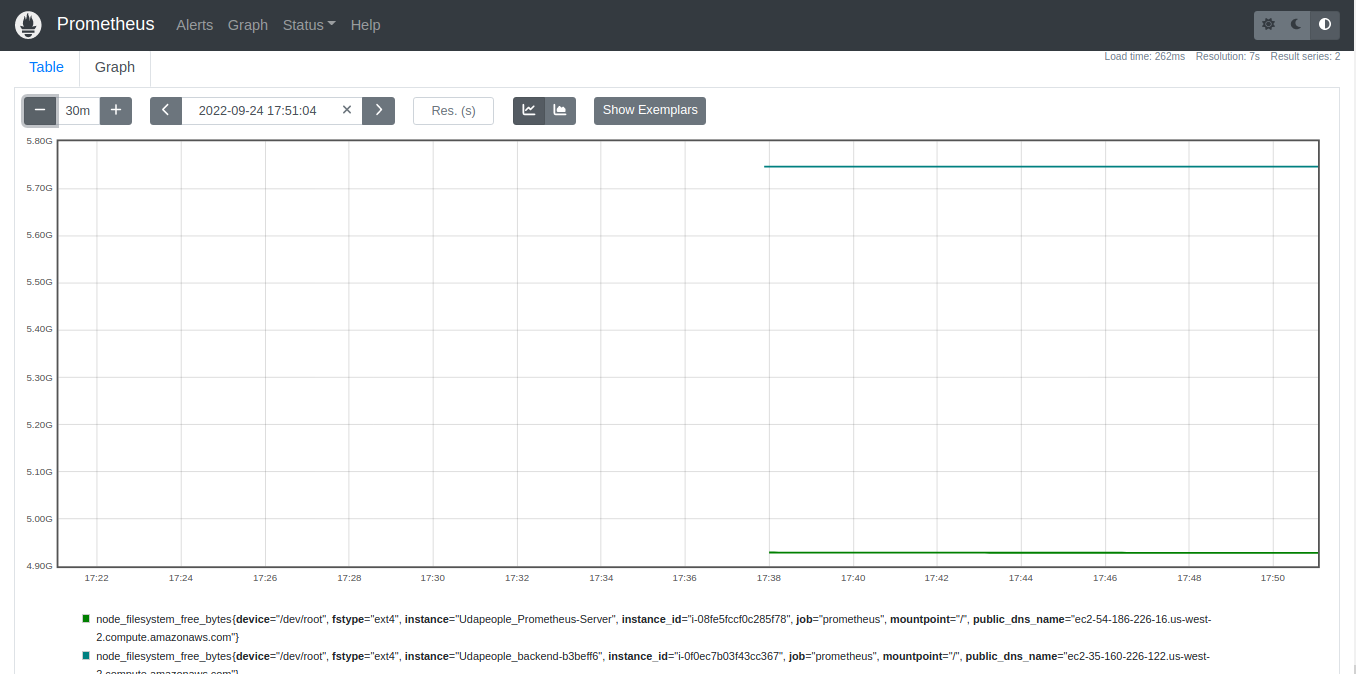 Prometheus Alerts Graph Status Help
Load time: 262ms Resolution: 7s Result series: 2
Table Graph
30m 2022-09-24 17:51:04 Res. (s) Show Exemplars
5.80G
5.70G
5.60G
5.50G
5.40G
5.30G
5.20G
5.10G
5.00G
4.90G
17:22 17:24 17:26 17:28 17:30 17:32 17:34 17:36 17:38 17:40 17:42 17:44 17:46 17:48 17:50
node_filesystem_free_bytes{device="/dev/root", fstype="ext4", instance="Udapeople_Prometheus-Server", instance_id="i-08fe5fccf0c285f78", job="prometheus", mountpoint="/", public_dns_name="ec2-54-186-226-16.us-west-
2.compute.amazonaws.com"}
node_filesystem_free_bytes{device="/dev/root", fstype="ext4", instance="Udapeople_backend-b3beff6", instance_id="i-0f0ec7b03f43cc367", job="prometheus", mountpoint="/", public_dns_name="ec2-35-160-226-122.us-west-
2.compute.amazonaws.com"}